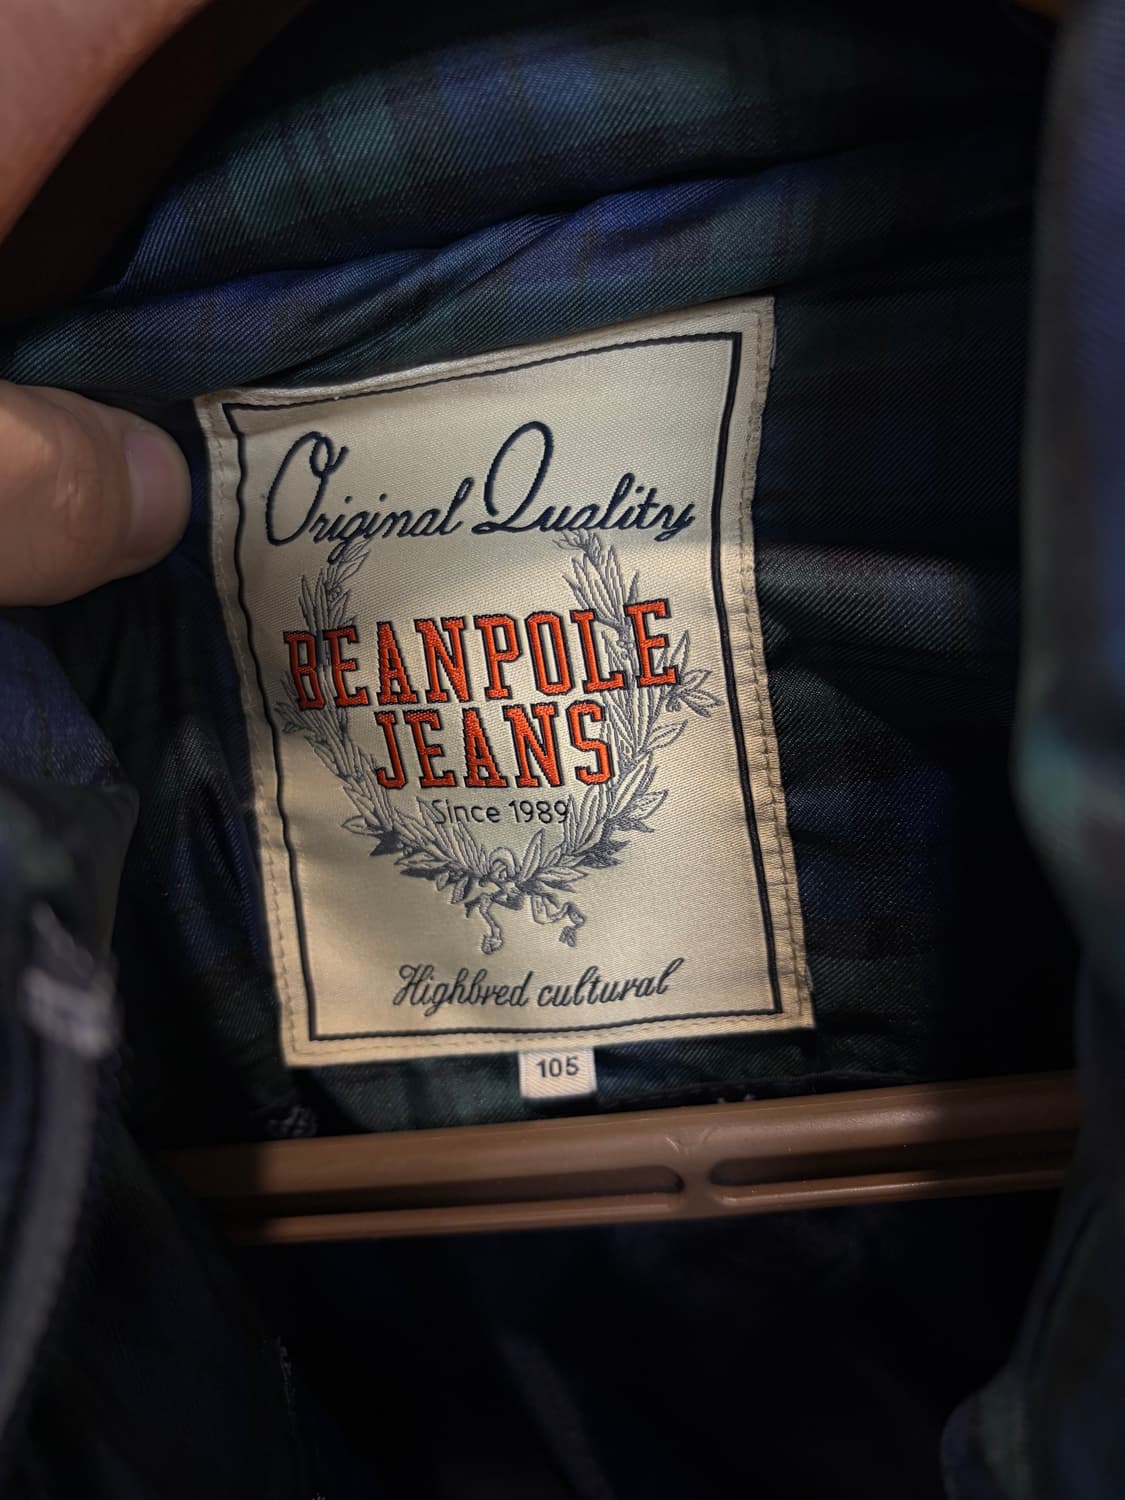 Original Quality
BEANPOLE
JEANS
Since 1989
Highbred cultural
105